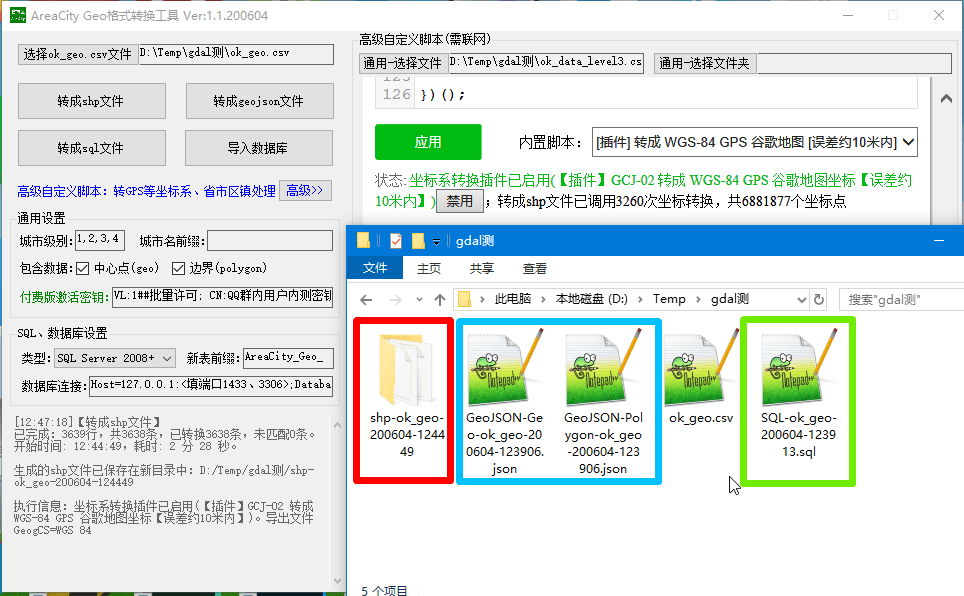 AreaCity Geo格式转换工具 Ver:1.1.200604
选择ok_geo.csv文件
D:\Temp\gdal测\ok_geo.csv
转成shp文件
转成geojson文件
转成sql文件
导入数据库
高级自定义脚本: 转GPS等坐标系、省市区镇处理
高级>>
通用设置
城市级别:
1,2,3,4
城市名前缀:
包含数据:
中心点(geo)
边界(polygon)
付费版激活密钥:
VL:1##批量许可; CN:QQ群内用户内测密钥
SQL、数据库设置
类型:
SQL Server 2008+
新表前缀:
AreaCity_Geo_
数据库连接:
Host=127.0.0.1;<填端口1433、3306>;Databa
[12:47:18]【转成shp文件】
已完成: 3639行, 共3638条, 已转换3638条, 未匹配0条。
开始时间: 12:44:49, 耗时: 2 分 28 秒。
生成的shp文件已保存在新目录中: D:/Temp/gdal测/shp-
ok_geo-200604-124449
执行信息: 坐标系转换插件已启用(【插件】GCJ-02 转成
WGS-84 GPS 谷歌地图坐标【误差约10米内】)。导出文件
GeogCS=WGS 84
高级自定义脚本(需联网)
通用-选择文件
D:\Temp\gdal测\ok_data_level3.cs
通用-选择文件夹
125
126
})();
应用
内置脚本:
[插件] 转成 WGS-84 GPS 谷歌地图 [误差约10米内]
状态: 坐标系转换插件已启用(【插件】GCJ-02 转成 WGS-84 GPS 谷歌地图坐标【误差约
10米内】) 禁用 ; 转成shp文件已调用3260次坐标转换，共6881877个坐标点
gdal测
文件
主页
共享
查看
此电脑 > 本地磁盘 (D:) > Temp > gdal测
搜索"gdal测"
shp-ok_geo-
200604-1244
49
GeoJSON-Ge
o-ok_geo-20
0604-123906.
json
GeoJSON-Pol
ygon-ok_geo
-200604-123
906.json
ok_geo.csv
SQL-ok_geo-
200604-1239
13.sql
5 个项目